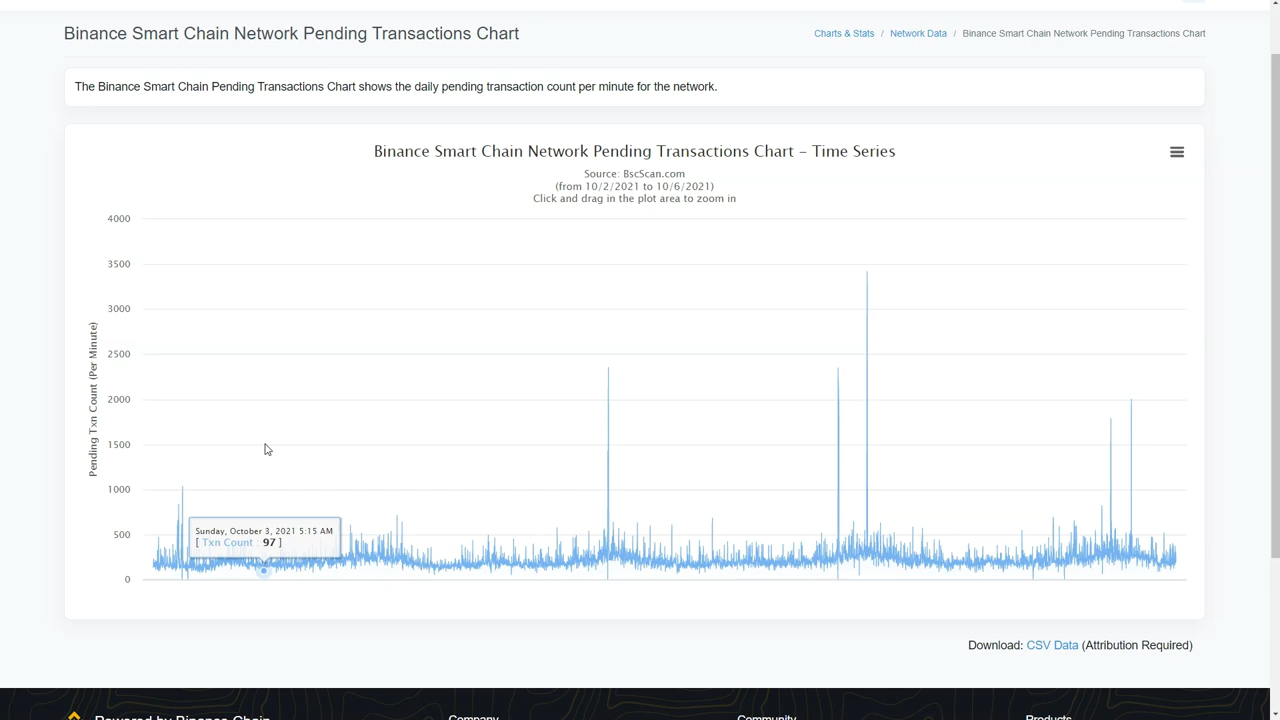 Binance Smart Chain Network Pending Transactions Chart
Charts & Stats / Network Data / Binance Smart Chain Network Pending Transactions Chart
The Binance Smart Chain Pending Transactions Chart shows the daily pending transaction count per minute for the network.
Binance Smart Chain Network Pending Transactions Chart – Time Series
Source: BscScan.com
(from 10/2/2021 to 10/6/2021)
Click and drag in the plot area to zoom in
Pending Txn Count (Per Minute)
4000
3500
3000
2500
2000
1500
1000
500
0
Sunday, October 3, 2021 5:15 AM
[ Txn Count : 97 ]
Download: CSV Data (Attribution Required)
Powered by Binance Chain
Company
Community
Products